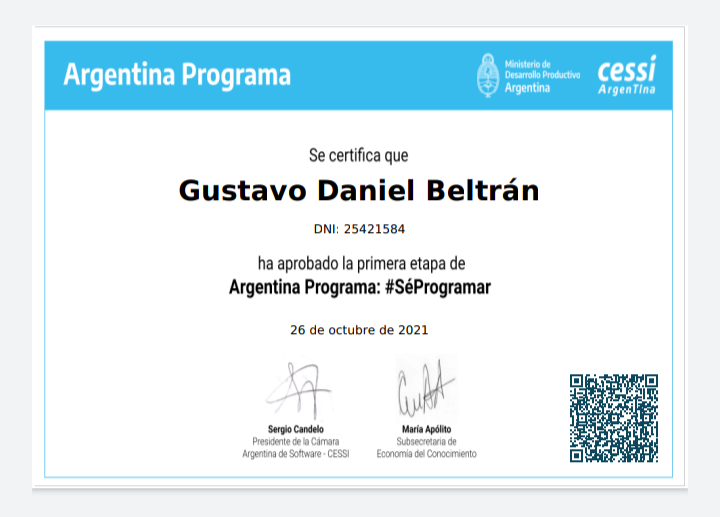 Argentina Programa
Ministerio de
Desarrollo Productivo
Argentina
cessi
ArgenTIna
Se certifica que
Gustavo Daniel Beltrán
DNI: 25421584
ha aprobado la primera etapa de
Argentina Programa: #SéProgramar
26 de octubre de 2021
Sergio Candelo
Presidente de la Cámara
Argentina de Software - CESSI
María Apólito
Subsecretaria de
Economía del Conocimiento